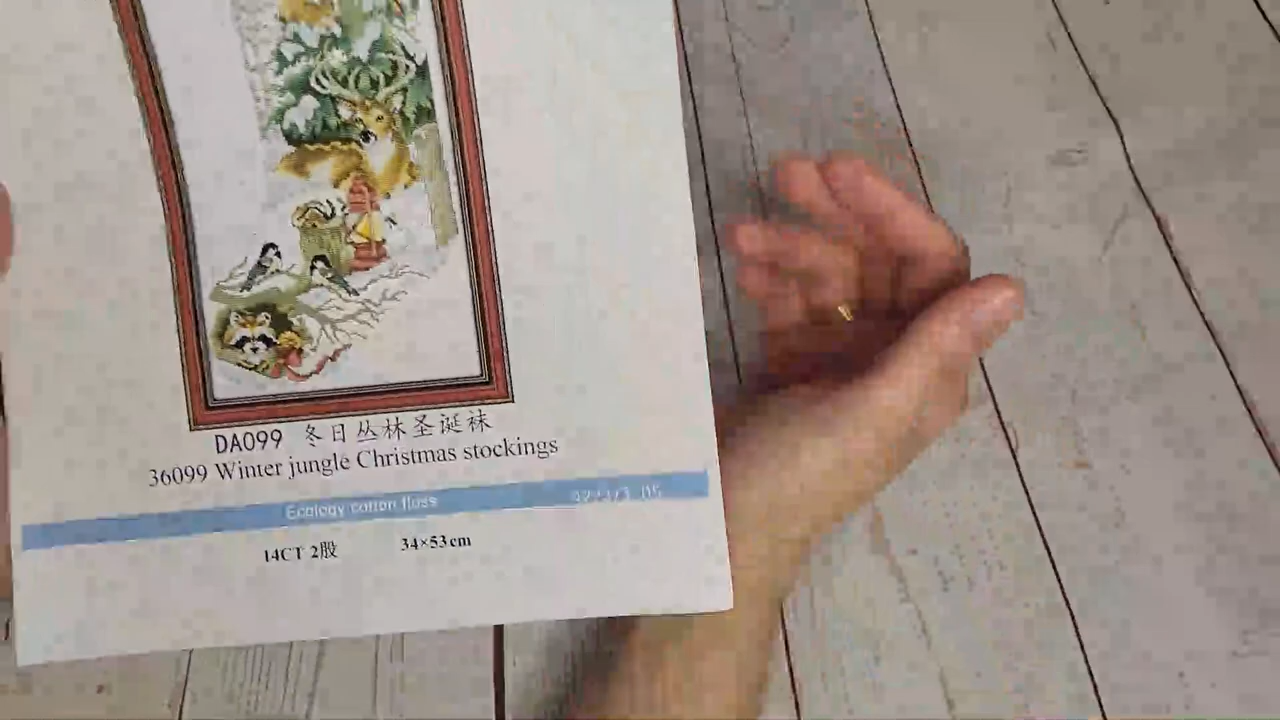 DA099 冬日丛林圣诞袜
36099 Winter jungle Christmas stockings
Ecology cotton floss
14CT 2股 34×53cm